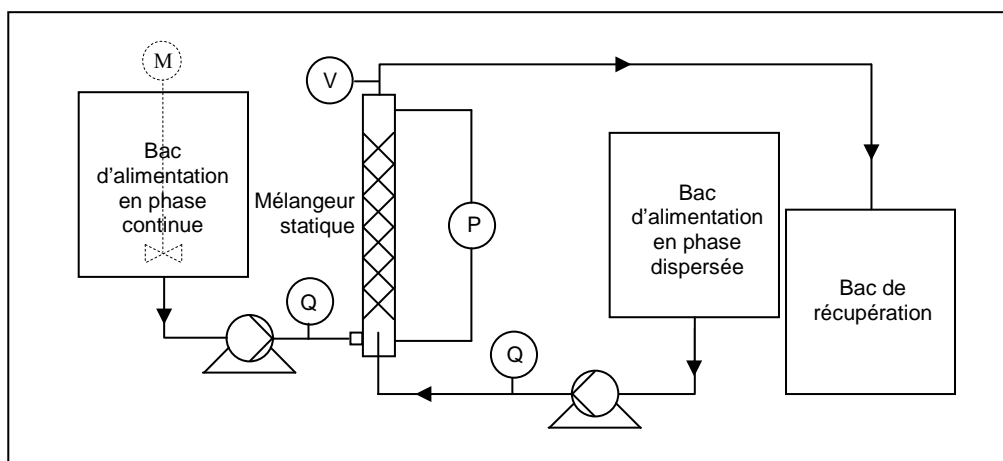 M
V
Bac
d'alimentation
en phase
continue
Mélangeur
statique
P
Q
Bac
d'alimentation
en phase
dispersée
Q
Bac de
récupération